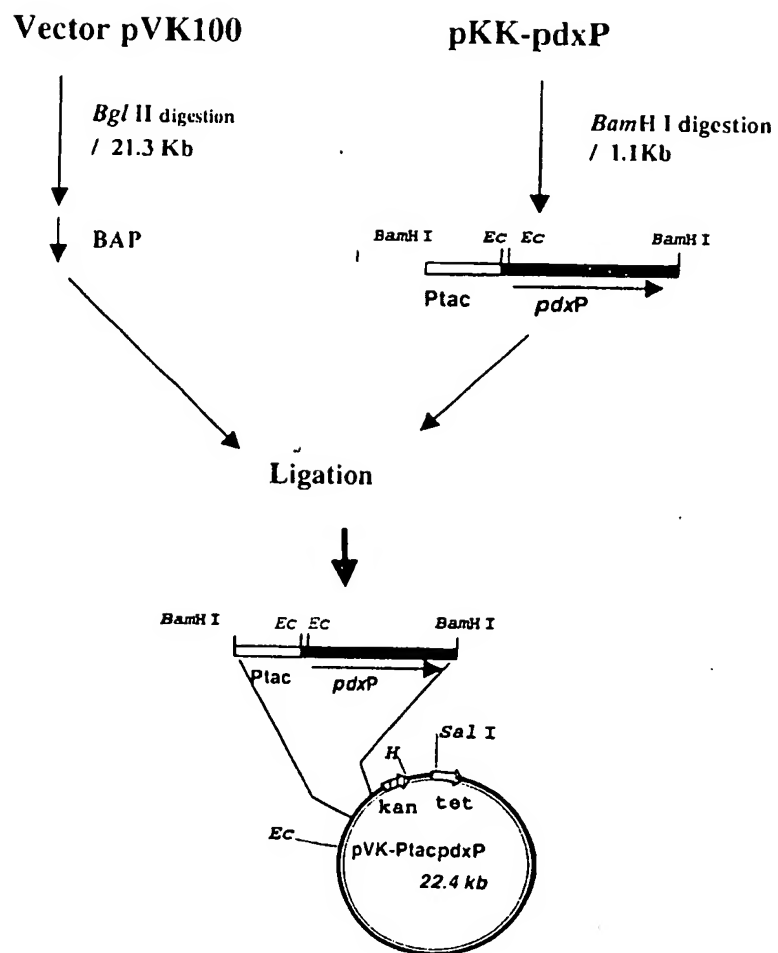 Vector pVK100
pKK-pdxP
Bgl II digestion
/ 21.3 Kb
BamH I digestion
/ 1.1Kb
BAP
BamH I Ec Ec BamH I
Ptac pdxP
Ligation
BamH I Ec Ec BamH I
Ptac pdxP
Sal I
H
kan tet
Ec
pVK-PtacpdxP
22.4 kb